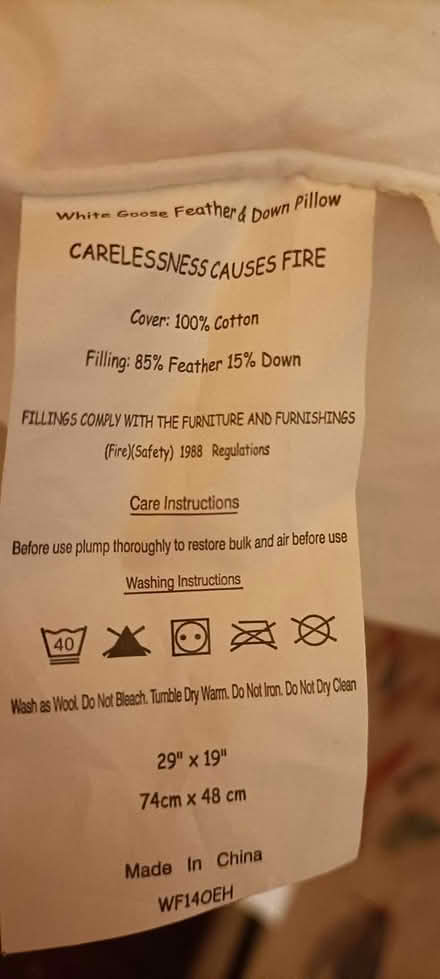 White Goose Feather & Down Pillow
CARELESSNESS CAUSES FIRE
Cover: 100% Cotton
Filling: 85% Feather 15% Down
FILLINGS COMPLY WITH THE FURNITURE AND FURNISHINGS
(Fire)(Safety) 1988 Regulations
Care Instructions
Before use plump thoroughly to restore bulk and air before use
Washing Instructions
40
Wash as Wool. Do Not Bleach. Tumble Dry Warm. Do Not Iron. Do Not Dry Clean
29" x 19"
74cm x 48 cm
Made In China
WF14OEH